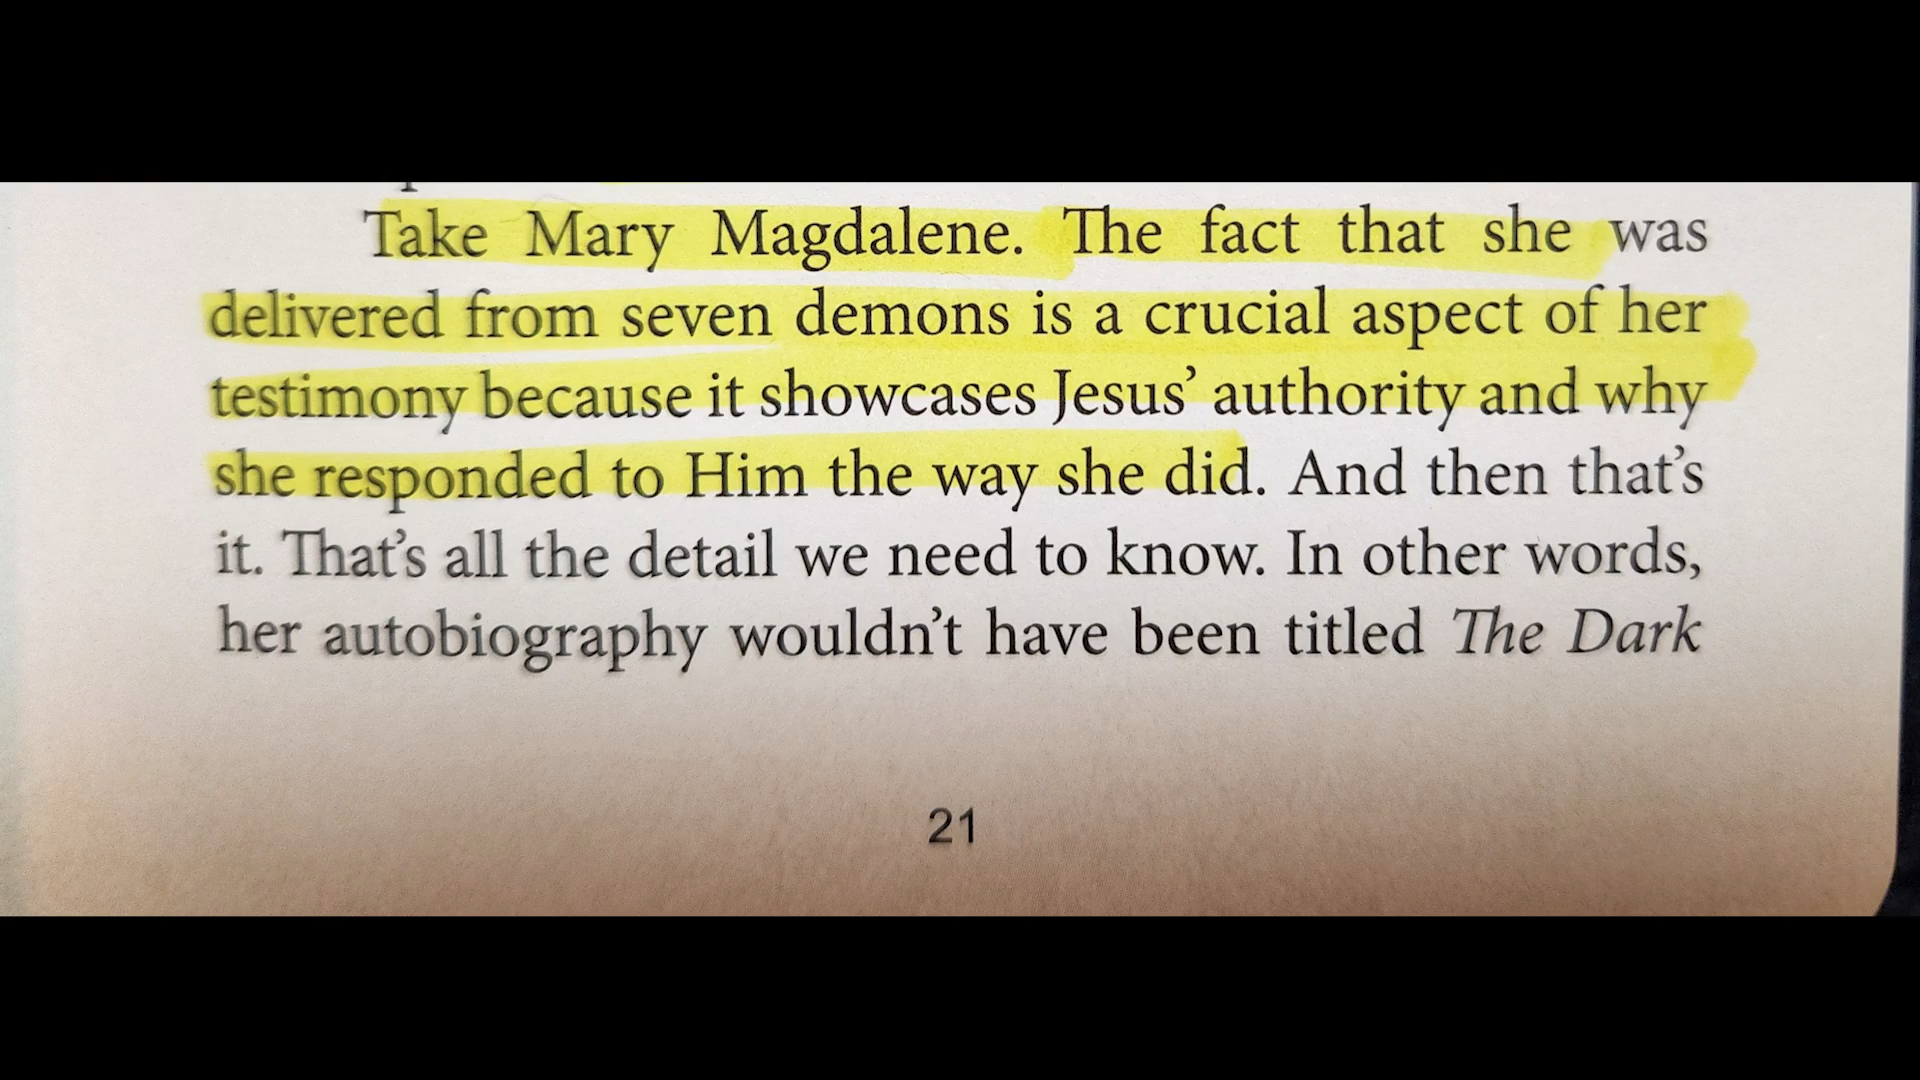 Take Mary Magdalene. The fact that she was
delivered from seven demons is a crucial aspect of her
testimony because it showcases Jesus’ authority and why
she responded to Him the way she did. And then that’s
it. That’s all the detail we need to know. In other words,
her autobiography wouldn’t have been titled The Dark
21